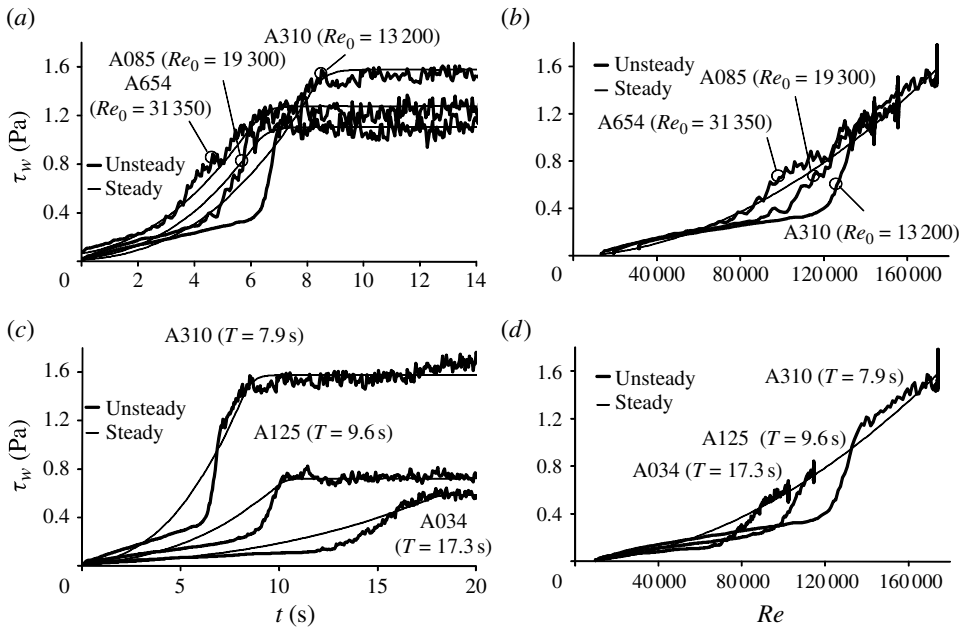 (a)
1.6
1.2
0.8
0.4
0
τw (Pa)
A310 (Re0 = 13 200)
A085 (Re0 = 19 300)
A654
(Re0 = 31 350)
Unsteady
Steady
2
4
6
8
10
12
14
(b)
1.6
1.2
0.8
0.4
0
Unsteady
Steady
A085 (Re0 = 19 300)
A654 (Re0 = 31 350)
A310 (Re0 = 13 200)
40 000
80 000
120 000
160 000
(c)
1.6
1.2
0.8
0.4
0
τw (Pa)
A310 (T = 7.9 s)
Unsteady
Steady
A125 (T = 9.6 s)
A034
(T = 17.3 s)
5
10
15
20
t (s)
(d)
1.6
1.2
0.8
0.4
0
Unsteady
Steady
A310 (T = 7.9 s)
A125 (T = 9.6 s)
A034 (T = 17.3 s)
40 000
80 000
120 000
160 000
Re